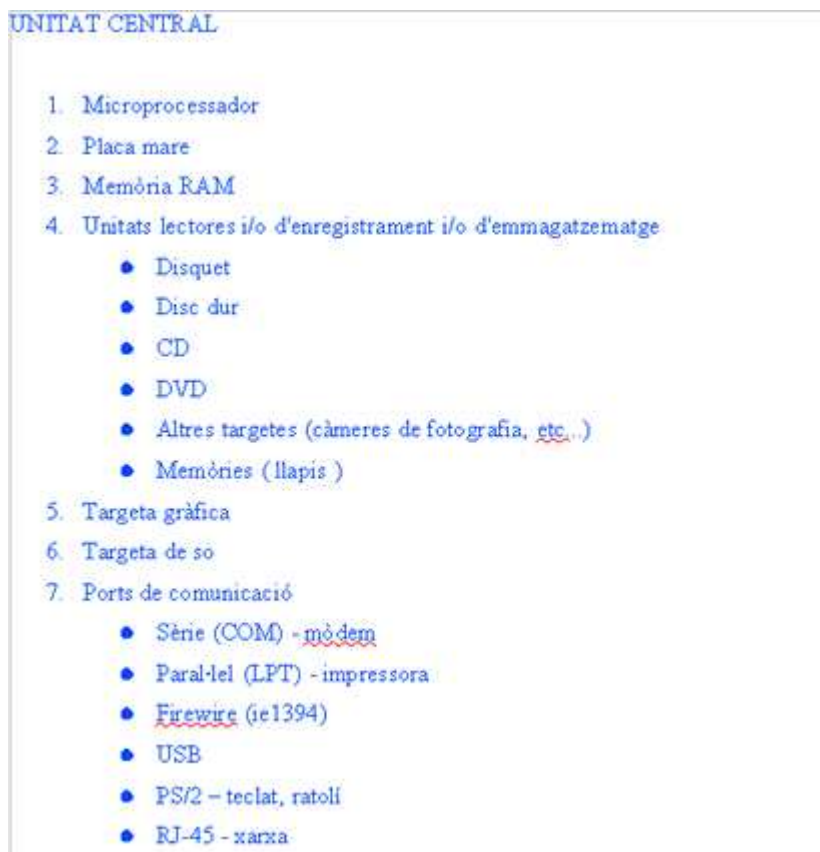 UNITAT CENTRAL
1. Microprocessador
2. Placa mare
3. Memòria RAM
4. Unitats lectores i/o d'enregistrament i/o d'emmagatzematge
● Disquet
● Disc dur
● CD
● DVD
● Altres targetes (càmeres de fotografia, etc...)
● Memòries ( llapis )
5. Targeta gràfica
6. Targeta de so
7. Ports de comunicació
● Sèrie (COM) - mòdem
● Paral·lel (LPT) - impressora
● Firewire (ie1394)
● USB
● PS/2 – teclat, ratolí
● RJ-45 - xarxa